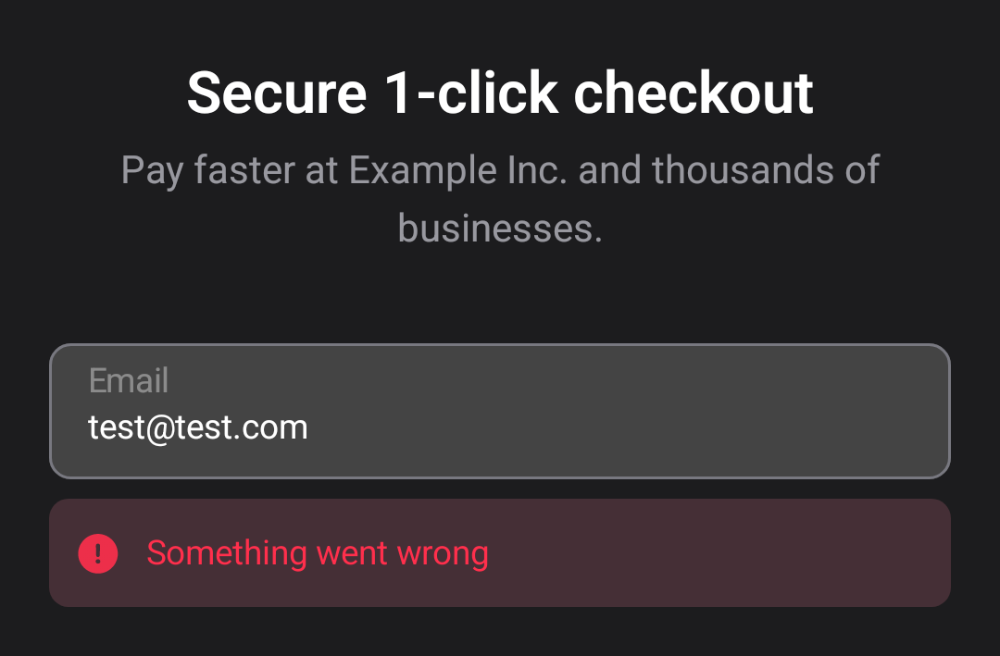 Secure 1-click checkout
Pay faster at Example Inc. and thousands of
businesses.
Email
test@test.com
Something went wrong